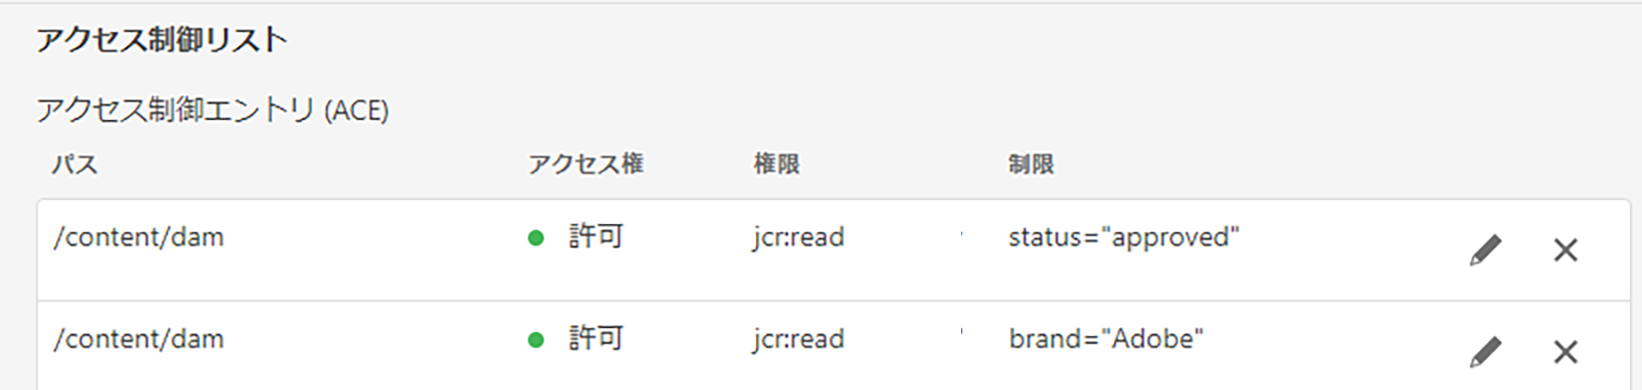 アクセス制御リスト
アクセス制御エントリ (ACE)
パス アクセス権 権限 制限
/content/dam 許可 jcr:read status="approved"
/content/dam 許可 jcr:read brand="Adobe"